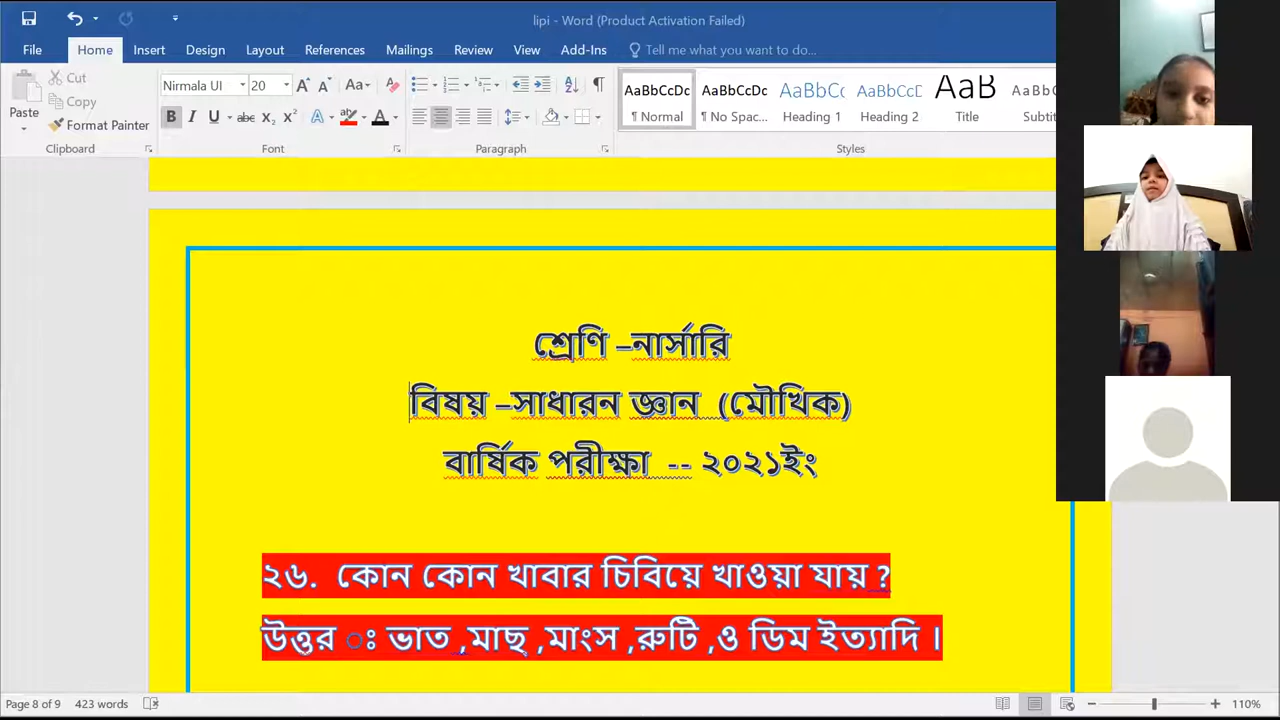 lipi - Word (Product Activation Failed)
File Home Insert Design Layout References Mailings Review View Add-Ins Tell me what you want to do...
Cut
Copy
Paste
Format Painter
Nirmala UI 20
AaBbCcDc AaBbCcDc AaBbCc AaBbCcD AaB AaBbC
¶ Normal ¶ No Spac... Heading 1 Heading 2 Title Subtit
Clipboard Font Paragraph Styles
শ্রেণি –নার্সারি
বিষয় –সাধারন জ্ঞান (মৌখিক)
বার্ষিক পরীক্ষা -- ২০২১ইং
২৬. কোন কোন খাবার চিবিয়ে খাওয়া যায় ?
উত্তর ঃ ভাত ,মাছ ,মাংস ,রুটি ,ও ডিম ইত্যাদি ।
Page 8 of 9 423 words 110%